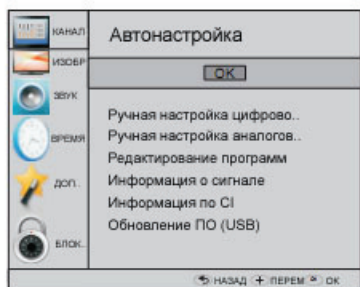 КАНАЛ
ИЗОБР
ЗВУК
ВРЕМЯ
ДОП.
БЛОК.
Автонастройка
OK
Ручная настройка цифрово..
Ручная настройка аналогов..
Редактирование программ
Информация о сигнале
Информация по CI
Обновление ПО (USB)
НАЗАД ПЕРЕМ ОК